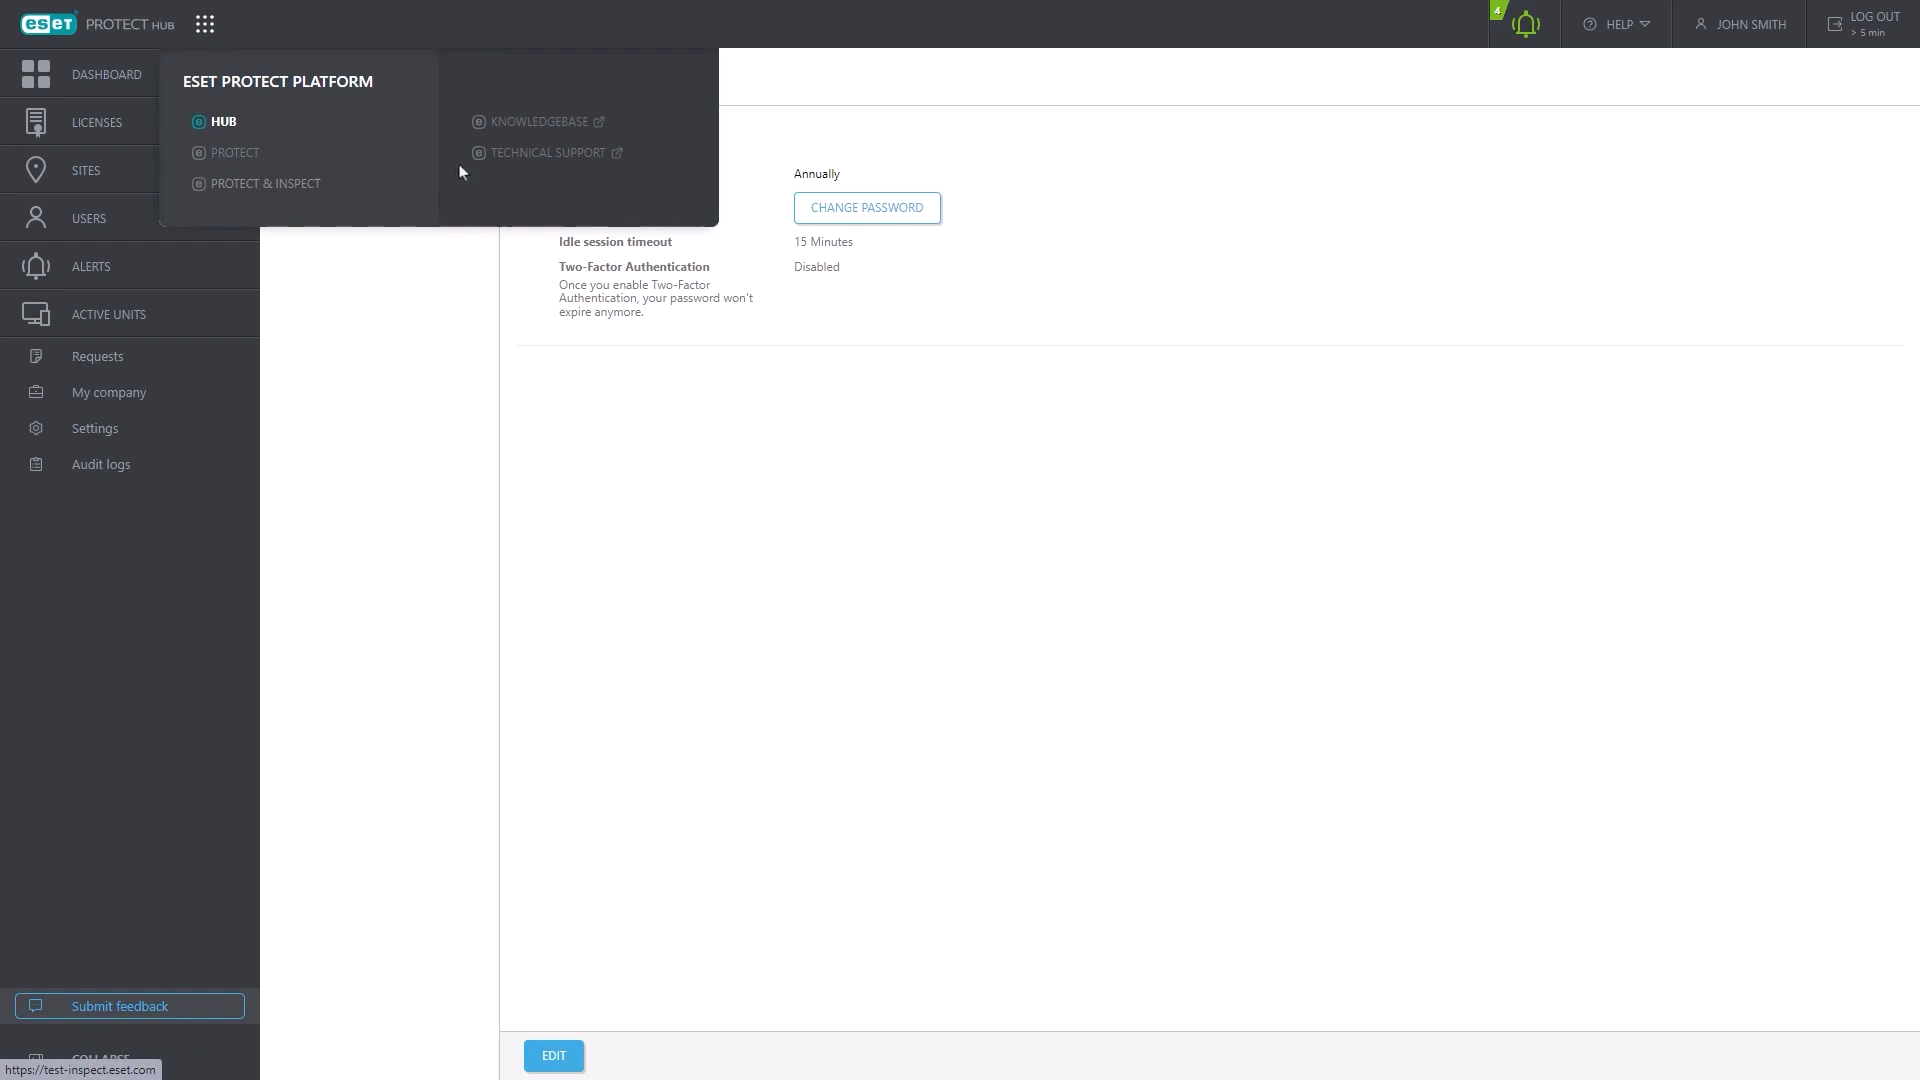 eset PROTECT HUB
4
HELP
JOHN SMITH
LOG OUT
> 5 min
DASHBOARD
LICENSES
SITES
USERS
ALERTS
ACTIVE UNITS
Requests
My company
Settings
Audit logs
Submit feedback
COLLAPSE
https://test-inspect.eset.com
ESET PROTECT PLATFORM
HUB
PROTECT
PROTECT & INSPECT
KNOWLEDGEBASE
TECHNICAL SUPPORT
Annually
CHANGE PASSWORD
Idle session timeout
15 Minutes
Two-Factor Authentication
Disabled
Once you enable Two-Factor
Authentication, your password won't
expire anymore.
EDIT